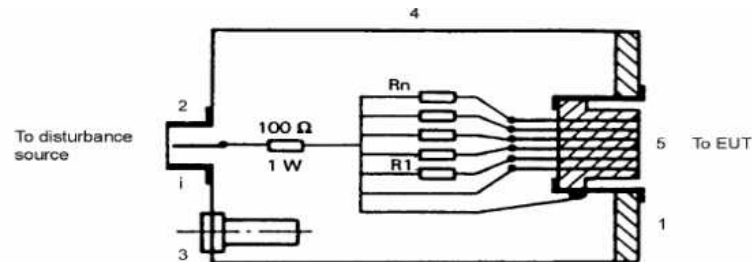 4
Rn
2
To disturbance
source
100 Ω
1 W
5
To EUT
R1
i
3
1